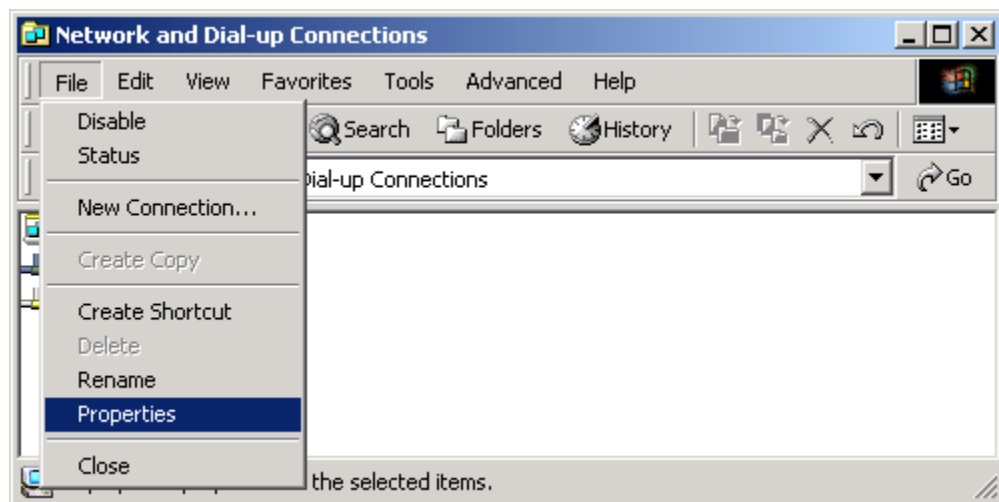 Network and Dial-up Connections
File Edit View Favorites Tools Advanced Help
Search Folders History
Dial-up Connections Go
Disable
Status
New Connection...
Create Copy
Create Shortcut
Delete
Rename
Properties
Close
the selected items.